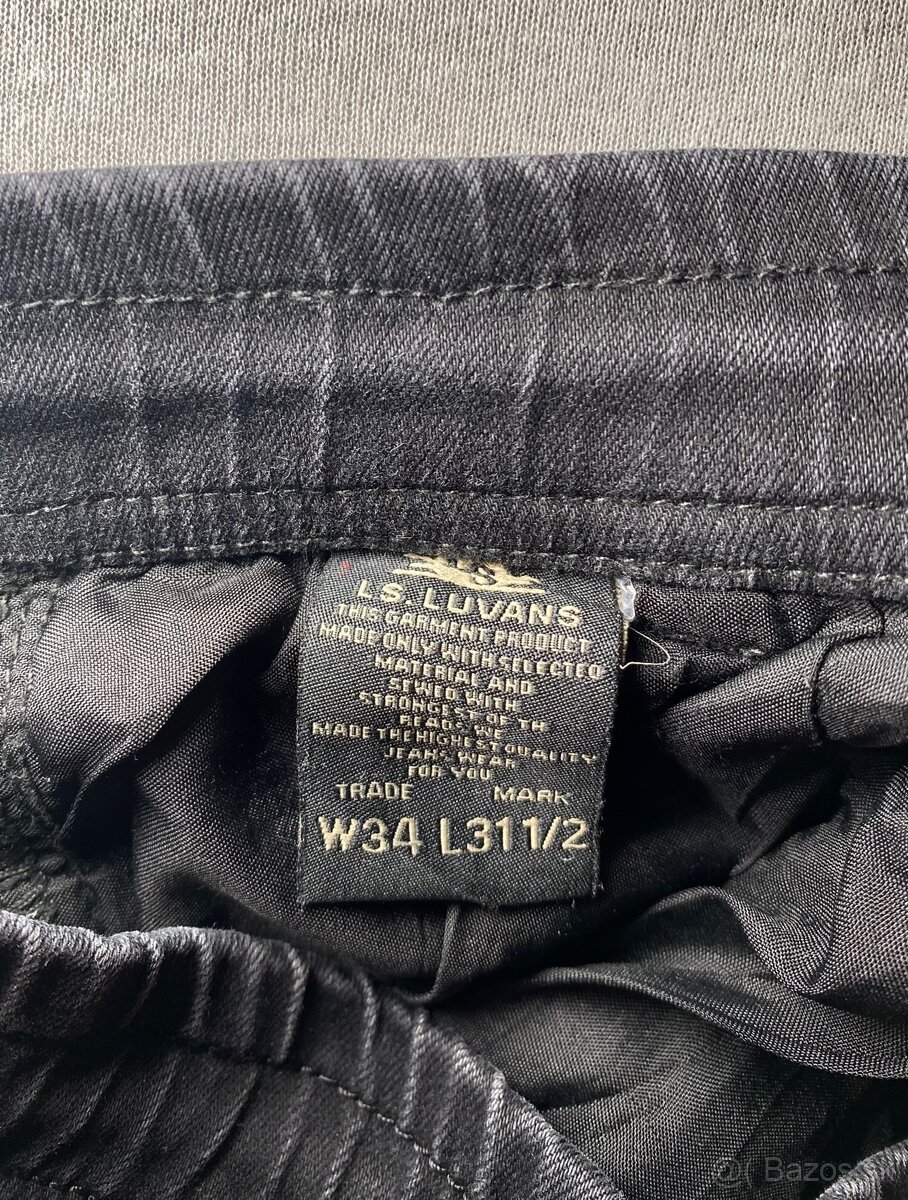 L.S. LUVANS
THIS GARMENT PRODUCT
MADE ONLY WITH SELECTED
MATERIAL AND
SEWED WITH
STRONGEST OF TH
READS WE
MADE THE HIGHEST QUALITY
JEANS WEAR
FOR YOU
TRADE MARK
W34 L31 1/2
Bazos